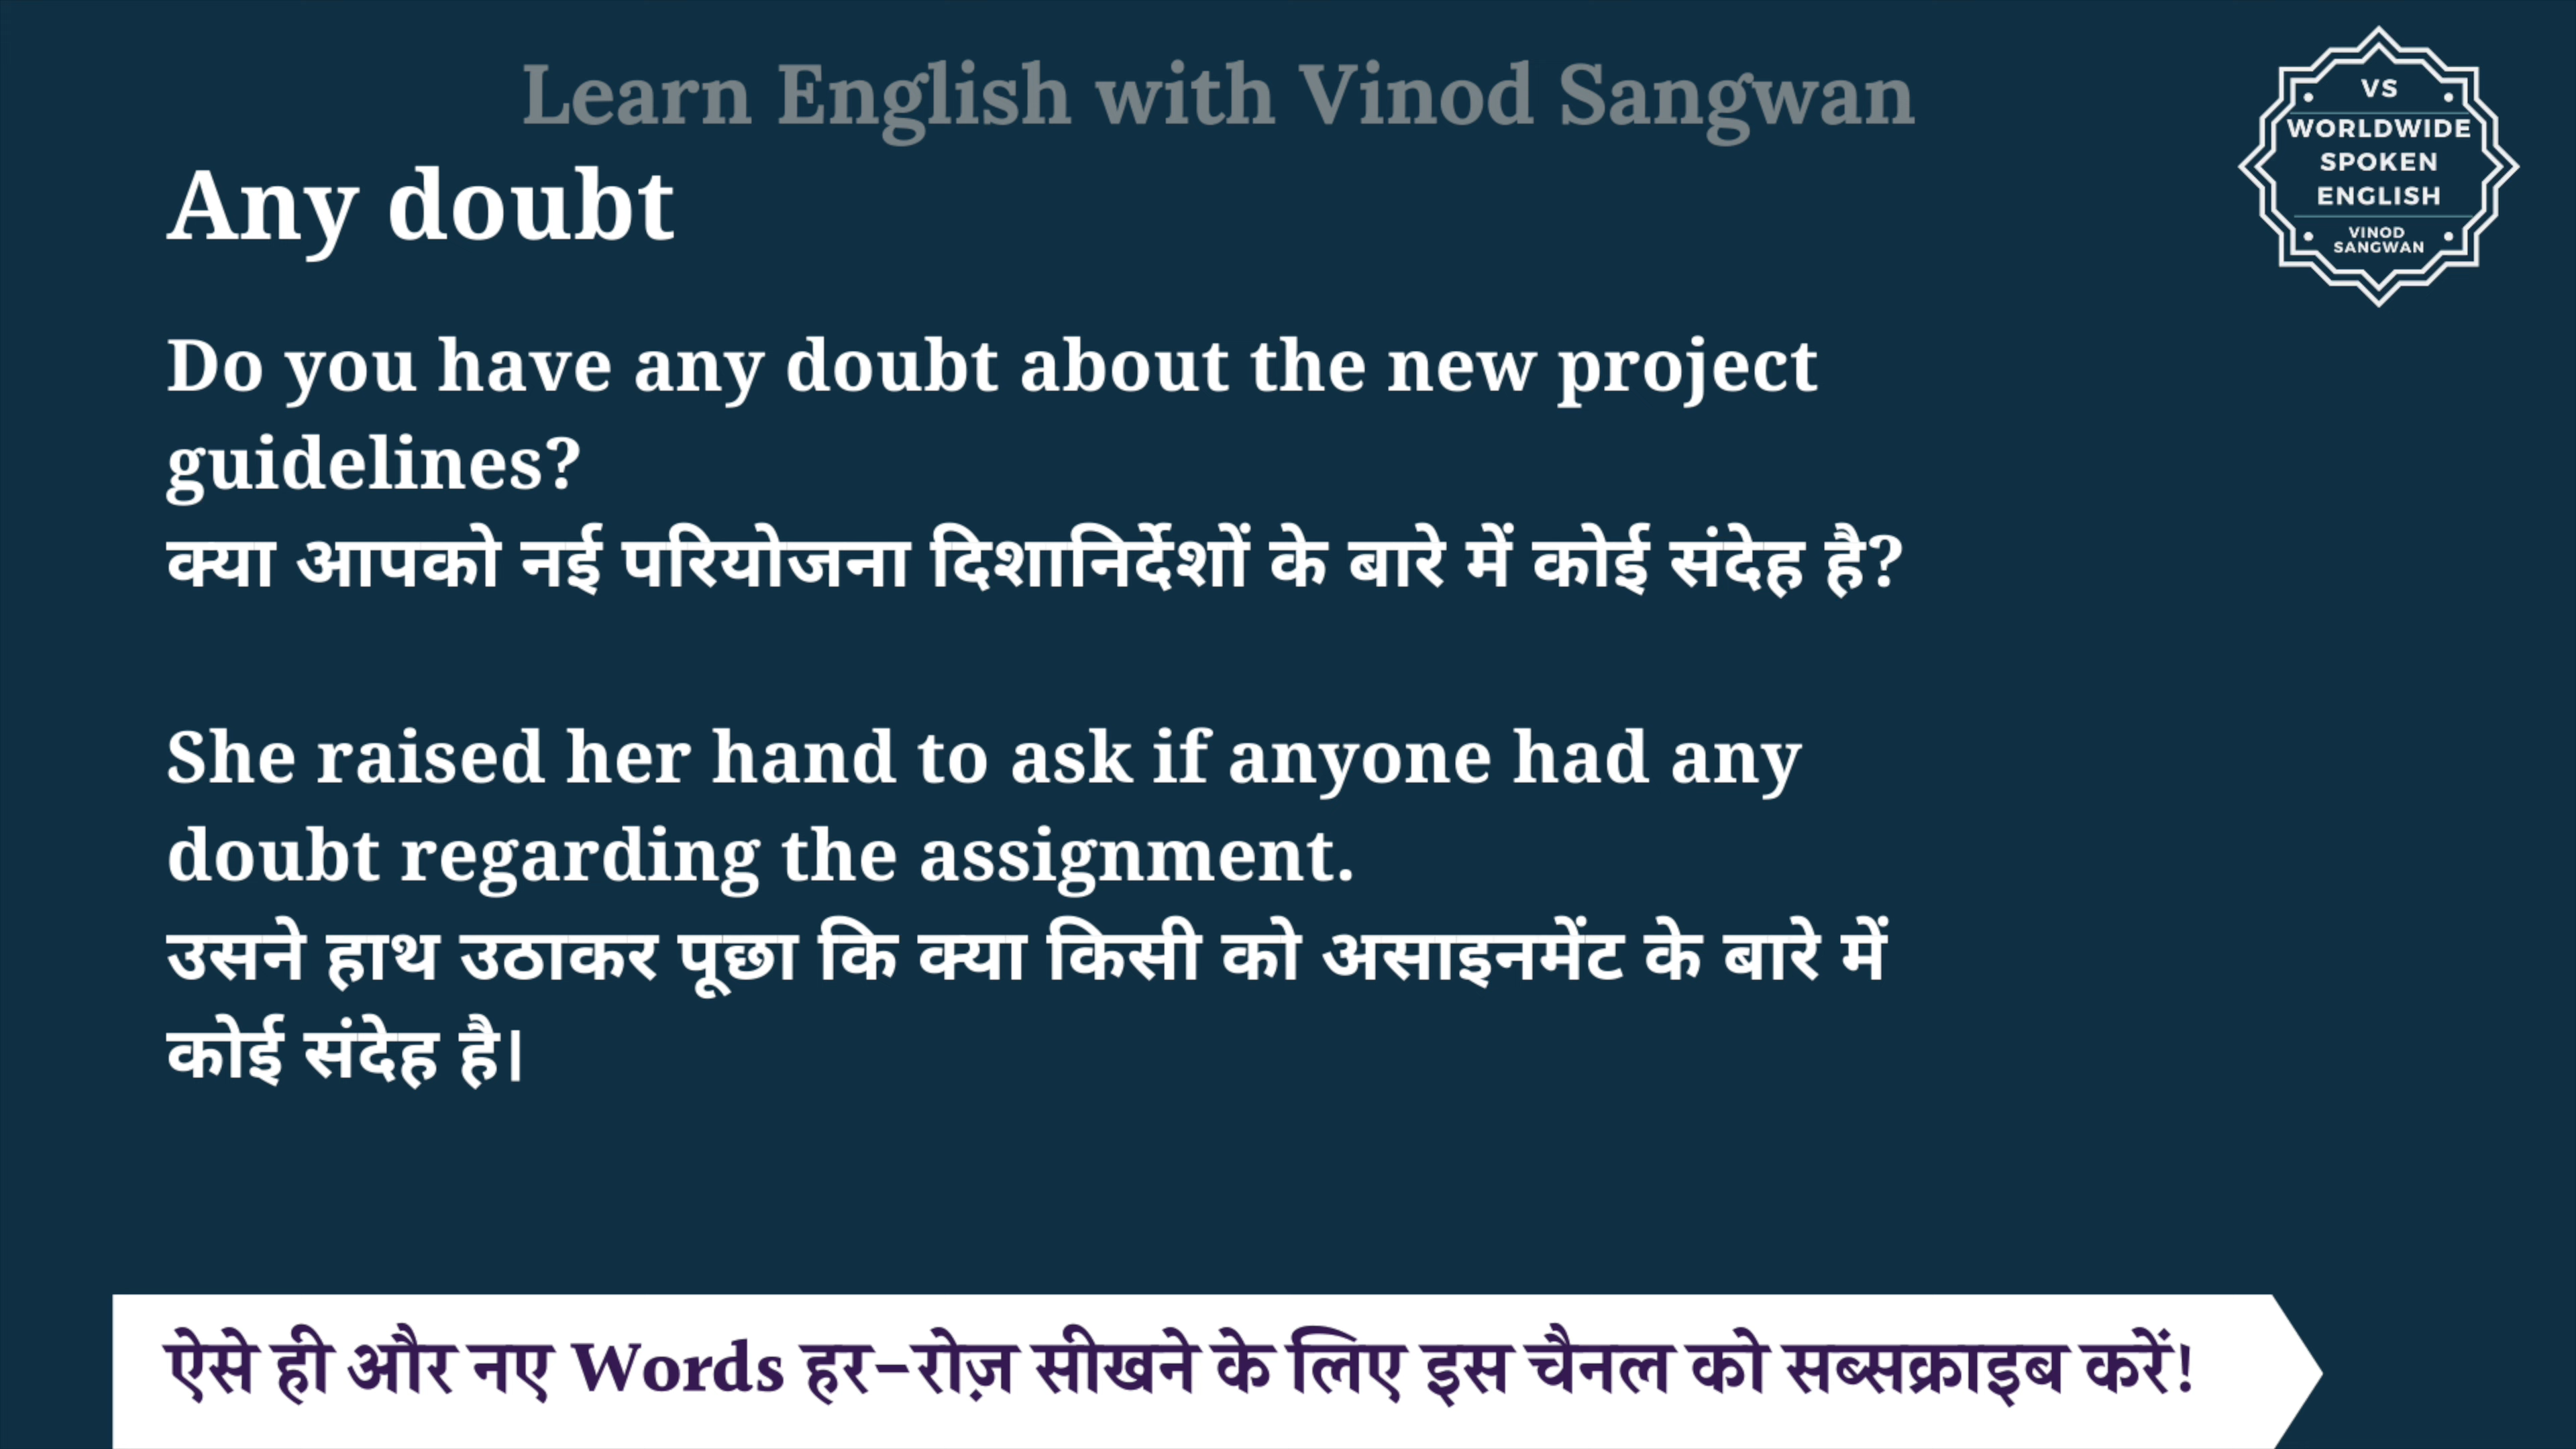 Learn English with Vinod Sangwan
VS
WORLDWIDE
SPOKEN
ENGLISH
VINOD
SANGWAN
Any doubt
Do you have any doubt about the new project
guidelines?
क्या आपको नई परियोजना दिशानिर्देशों के बारे में कोई संदेह है?
She raised her hand to ask if anyone had any
doubt regarding the assignment.
उसने हाथ उठाकर पूछा कि क्या किसी को असाइनमेंट के बारे में
कोई संदेह है।
ऐसे ही और नए Words हर-रोज़ सीखने के लिए इस चैनल को सब्सक्राइब करें!